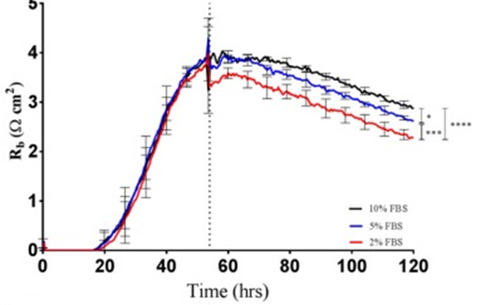 5
4
3
2
1
0
R_b (Ω cm²)
0 20 40 60 80 100 120
Time (hrs)
10% FBS
5% FBS
2% FBS
*
***
****